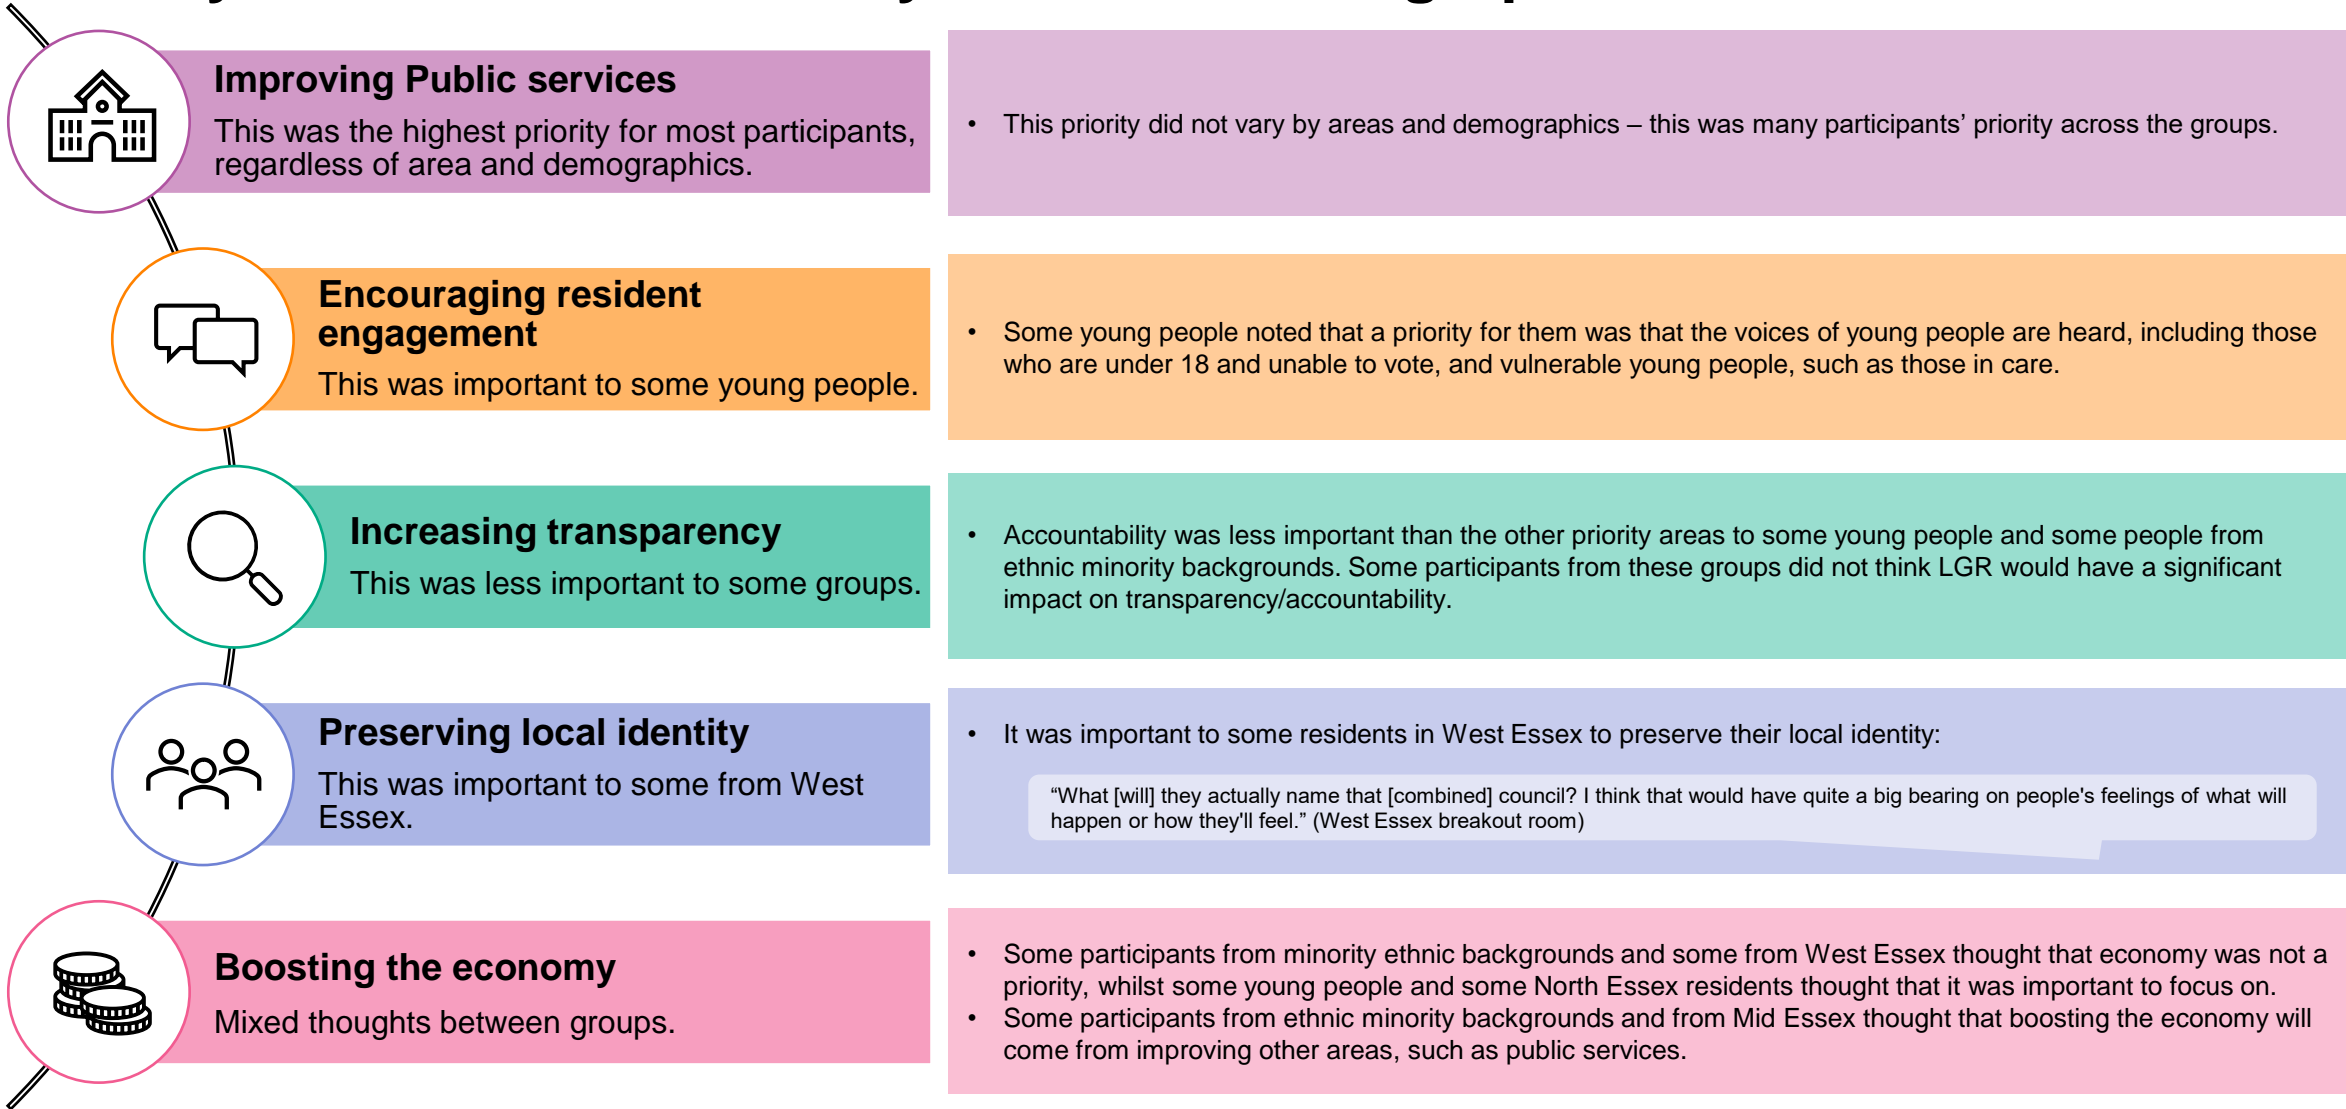 Improving Public services
This was the highest priority for most participants,
regardless of area and demographics.
• This priority did not vary by areas and demographics – this was many participants’ priority across the groups.
Encouraging resident
engagement
This was important to some young people.
• Some young people noted that a priority for them was that the voices of young people are heard, including those
who are under 18 and unable to vote, and vulnerable young people, such as those in care.
Increasing transparency
This was less important to some groups.
• Accountability was less important than the other priority areas to some young people and some people from
ethnic minority backgrounds. Some participants from these groups did not think LGR would have a significant
impact on transparency/accountability.
Preserving local identity
This was important to some from West
Essex.
• It was important to some residents in West Essex to preserve their local identity:
“What [will] they actually name that [combined] council? I think that would have quite a big bearing on people's feelings of what will
happen or how they'll feel.” (West Essex breakout room)
Boosting the economy
Mixed thoughts between groups.
• Some participants from minority ethnic backgrounds and some from West Essex thought that economy was not a
priority, whilst some young people and some North Essex residents thought that it was important to focus on.
• Some participants from ethnic minority backgrounds and from Mid Essex thought that boosting the economy will
come from improving other areas, such as public services.